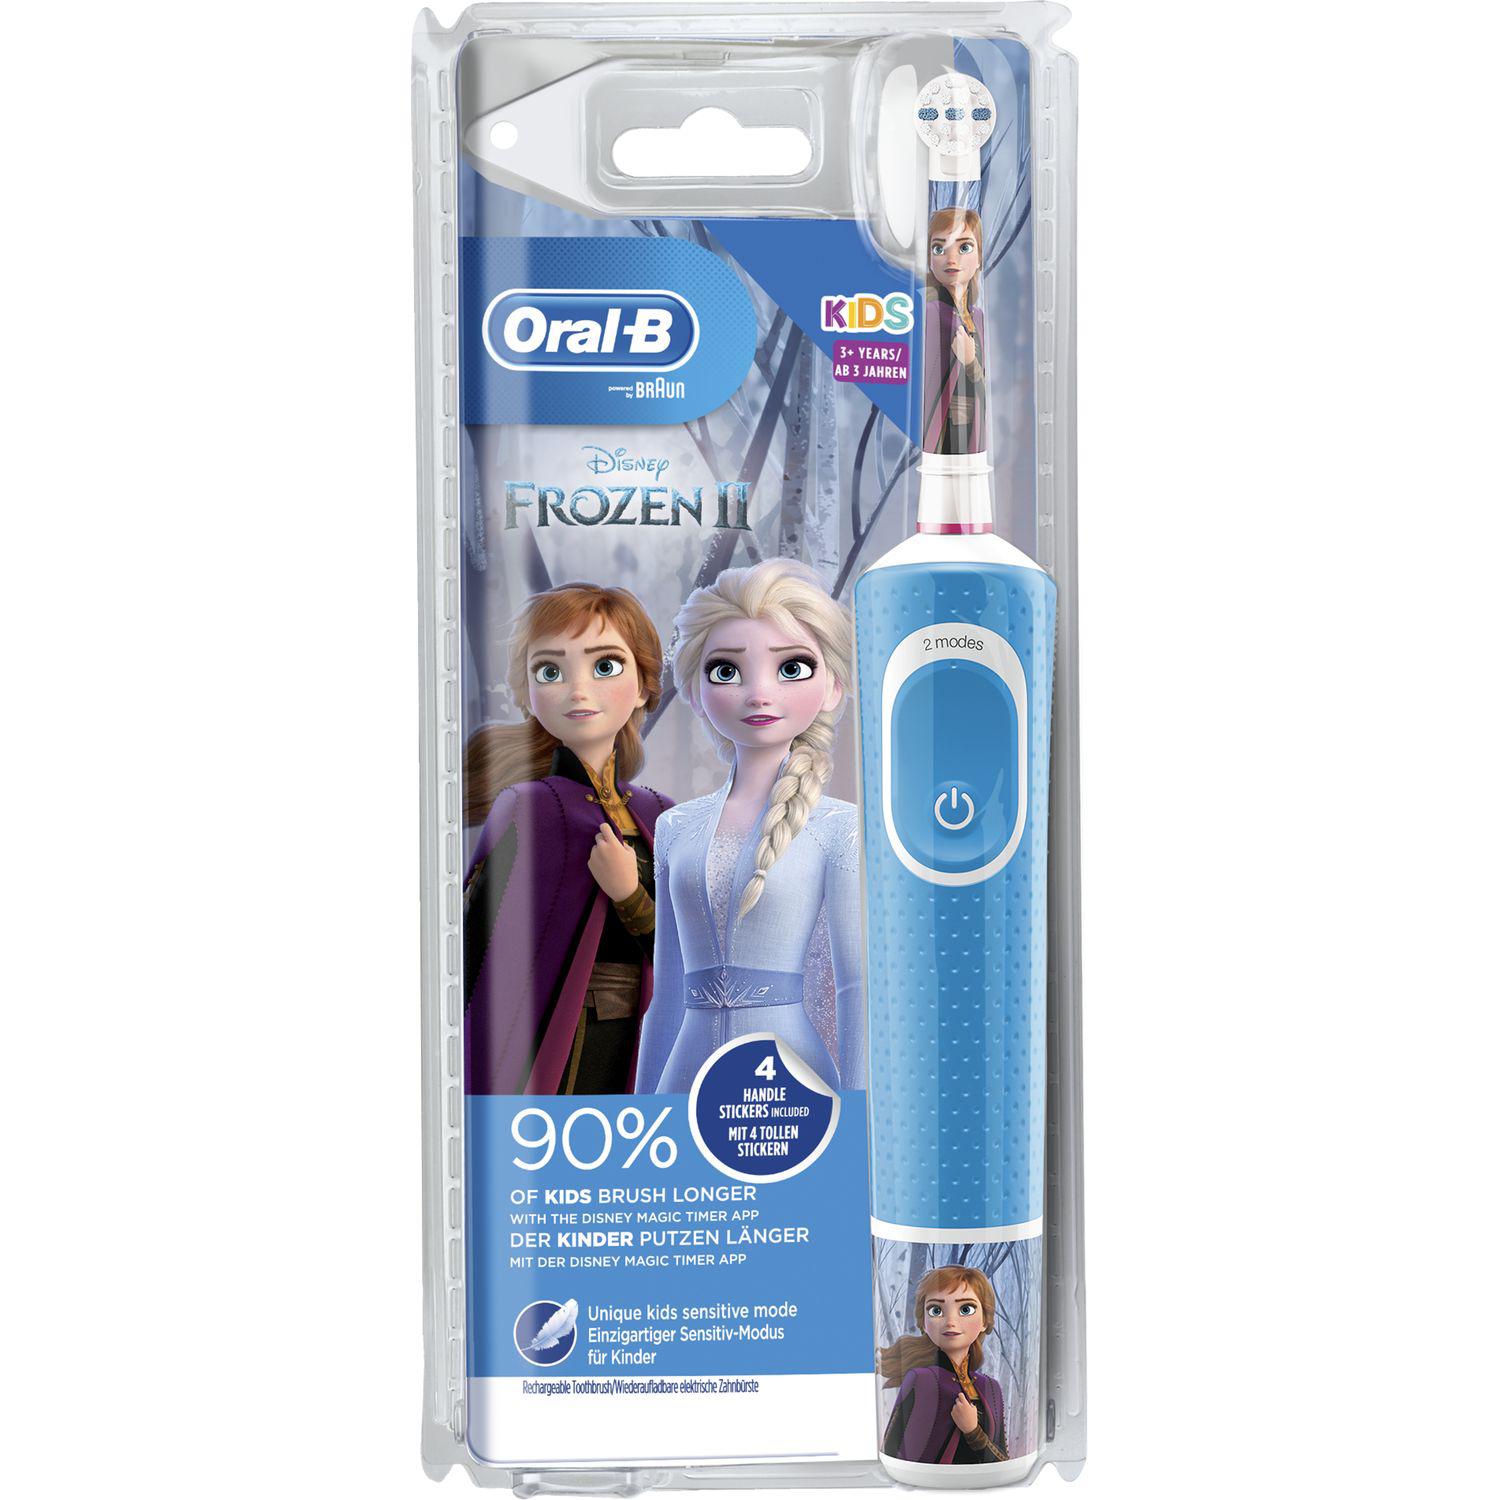 Oral-B
powered by BRAUN
KIDS
3+ YEARS/
AB 3 JAHREN
Disney
FROZEN II
2 modes
4
HANDLE
STICKERS INCLUDED
MIT 4 TOLLEN
STICKERN
90%
OF KIDS BRUSH LONGER
WITH THE DISNEY MAGIC TIMER APP
DER KINDER PUTZEN LÄNGER
MIT DER DISNEY MAGIC TIMER APP
Unique kids sensitive mode
Einzigartiger Sensitiv-Modus
für Kinder
Rechargeable Toothbrush/Wiederaufladbare elektrische Zahnbürste